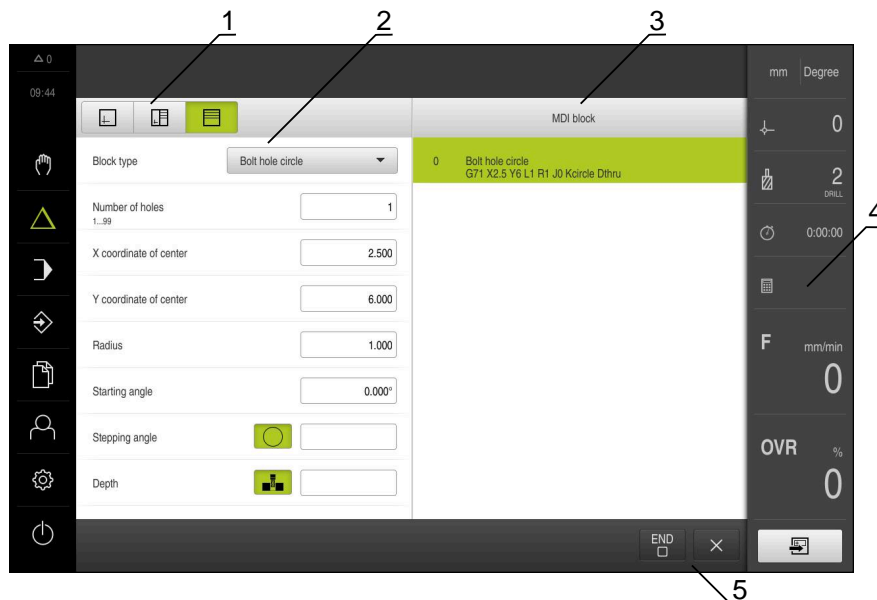 1
2
3
0
09:44
mm
Degree
MDI block
Block type
Bolt hole circle
0
Bolt hole circle
G71 X2.5 Y6 L1 R1 J0 Kcircle Dthru
Number of holes
1...99
1
X coordinate of center
2.500
Y coordinate of center
6.000
Radius
1.000
Starting angle
0.000°
Stepping angle
Depth
0
2
DRILL
0:00:00
4
F
mm/min
0
OVR
%
0
END
5